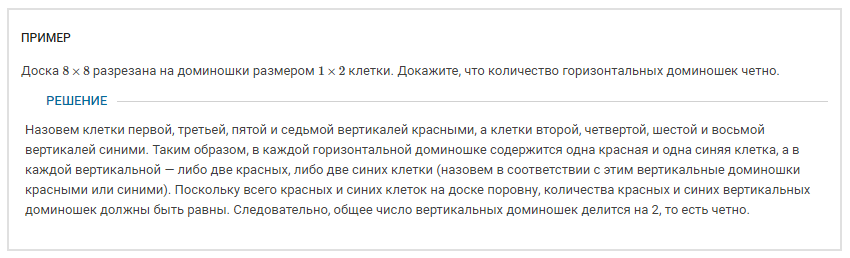 ПРИМЕР
Доска 8 × 8 разрезана на доминошки размером 1 × 2 клетки. Докажите, что количество горизонтальных доминошек четно.
РЕШЕНИЕ
Назовем клетки первой, третьей, пятой и седьмой вертикалей красными, а клетки второй, четвертой, шестой и восьмой
вертикалей синими. Таким образом, в каждой горизонтальной доминошке содержится одна красная и одна синяя клетка, а в
каждой вертикальной — либо две красных, либо две синих клетки (назовем в соответствии с этим вертикальные доминошки
красными или синими). Поскольку всего красных и синих клеток на доске поровну, количества красных и синих вертикальных
доминошек должны быть равны. Следовательно, общее число вертикальных доминошек делится на 2, то есть четно.